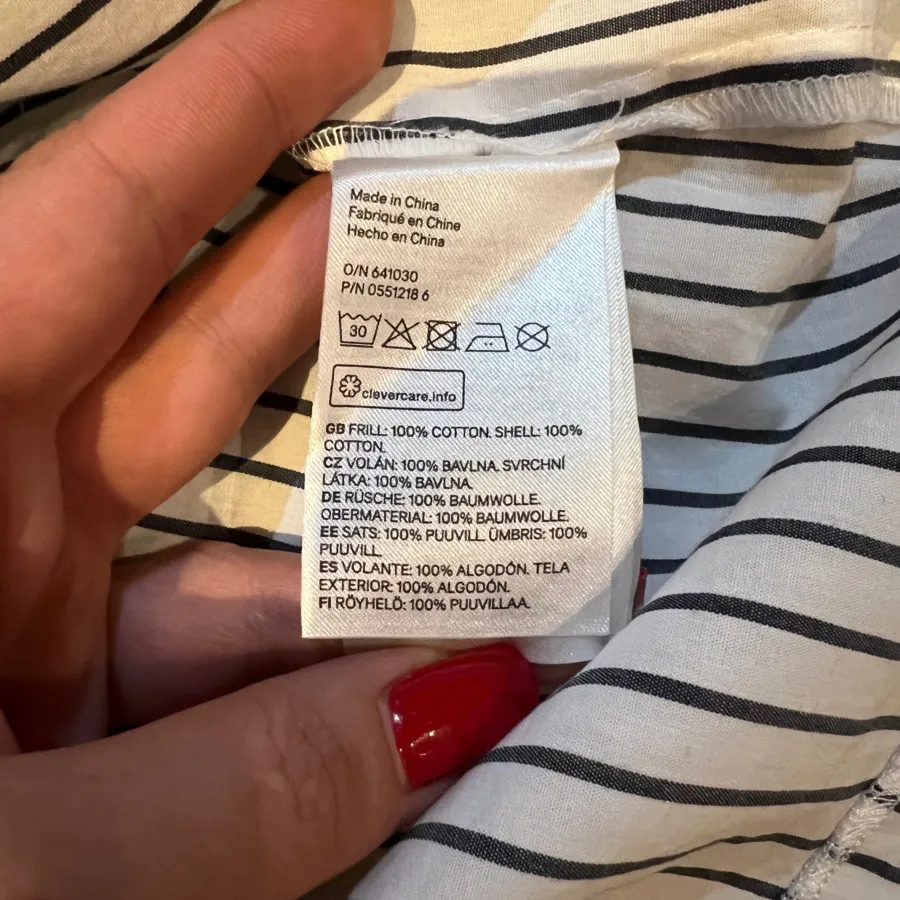 Made in China
Fabriqué en Chine
Hecho en China
O/N 641030
P/N 0551218 6
30
clevercare.info
GB FRILL: 100% COTTON. SHELL: 100%
COTTON.
CZ VOLÁN: 100% BAVLNA. SVRCHNÍ
LÁTKA: 100% BAVLNA.
DE RÜSCHE: 100% BAUMWOLLE.
OBERMATERIAL: 100% BAUMWOLLE.
EE SATS: 100% PUUVILL. ÜMBRIS: 100%
PUUVILL.
ES VOLANTE: 100% ALGODÓN. TELA
EXTERIOR: 100% ALGODÓN.
FI RÖYHELÖ: 100% PUUVILLAA.